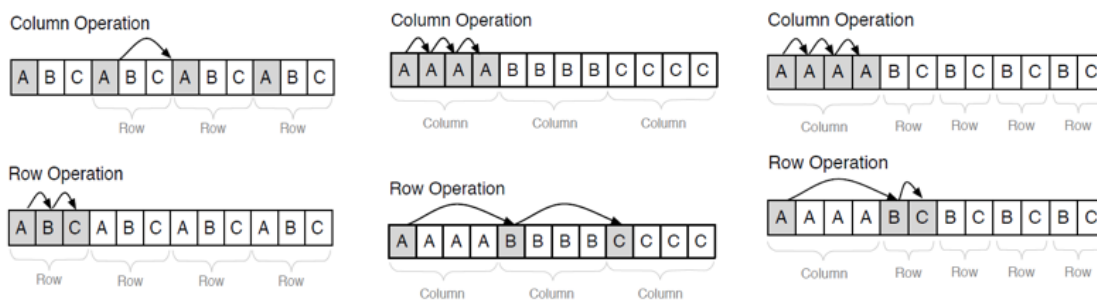 Column Operation
A B C A B C A B C A B C
Row Row Row
Row Operation
A B C A B C A B C A B C
Row Row Row Row
Column Operation
A A A A B B B B C C C C
Column Column Column
Row Operation
A A A A B B B B C C C C
Column Column Column
Column Operation
A A A A B C B C B C B C
Column Row Row Row Row
Row Operation
A A A A B C B C B C B C
Column Row Row Row Row